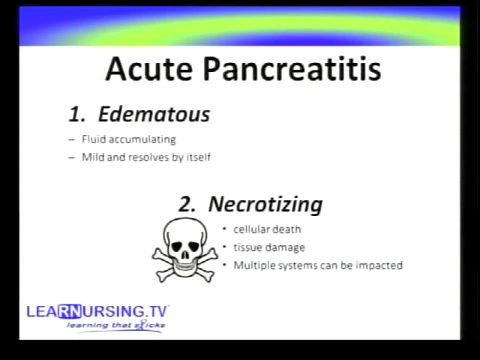 Acute Pancreatitis
1. Edematous
– Fluid accumulating
– Mild and resolves by itself
2. Necrotizing
• cellular death
• tissue damage
• Multiple systems can be impacted
LEARNURSING.TV
learning that sticks